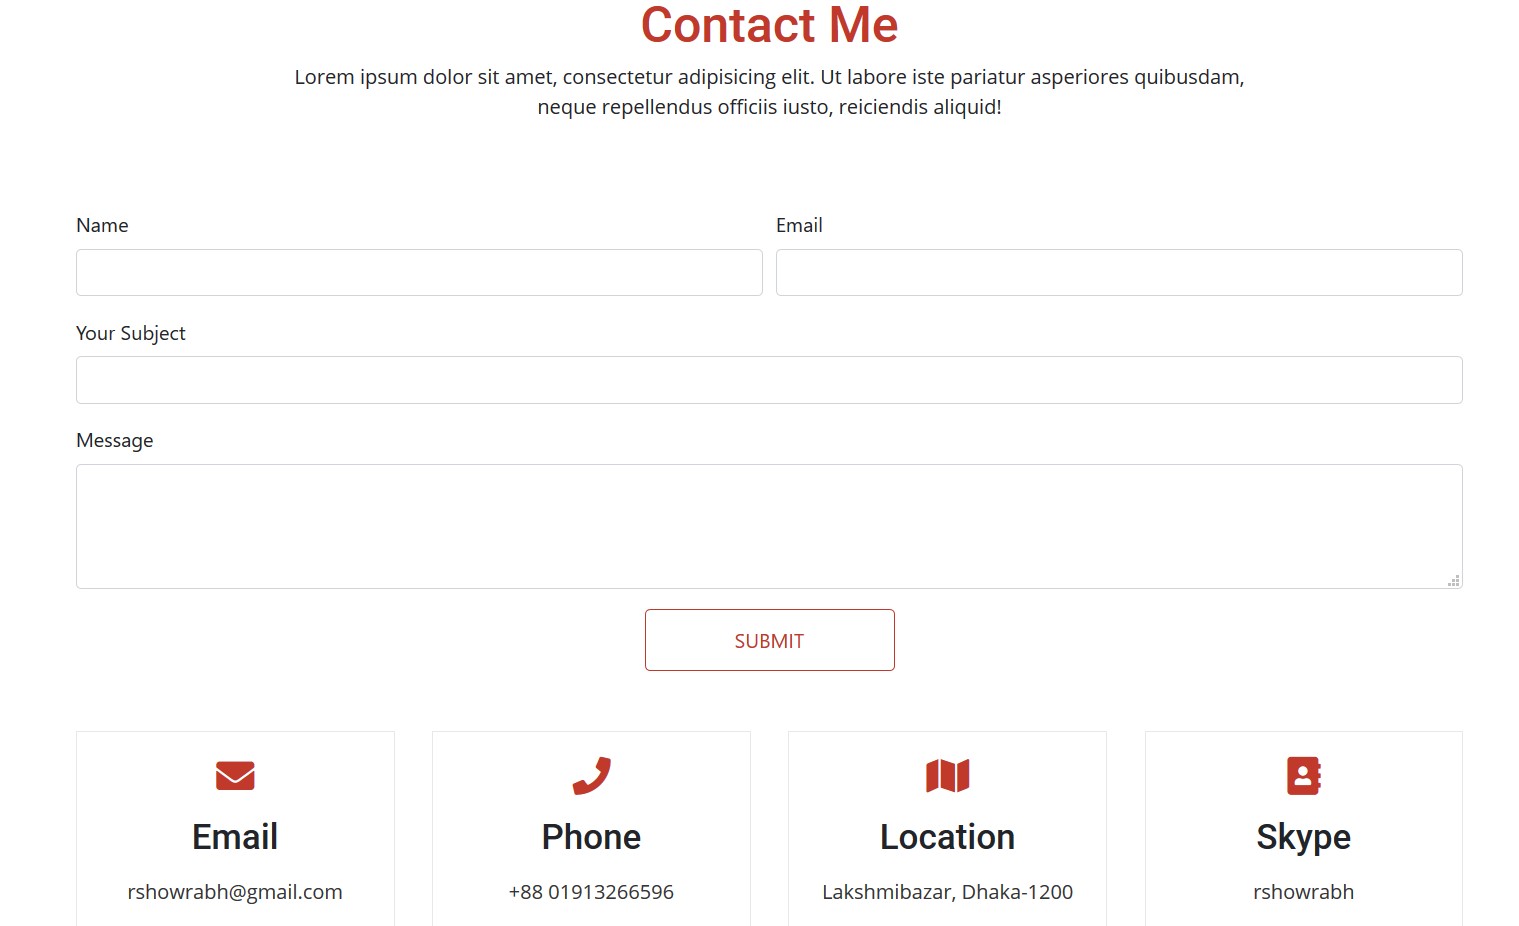 Contact Me
Lorem ipsum dolor sit amet, consectetur adipisicing elit. Ut labore iste pariatur asperiores quibusdam,
neque repellendus officiis iusto, reiciendis aliquid!
Name
Email
Your Subject
Message
SUBMIT
Email
rshowrabh@gmail.com
Phone
+88 01913266596
Location
Lakshmibazar, Dhaka-1200
Skype
rshowrabh